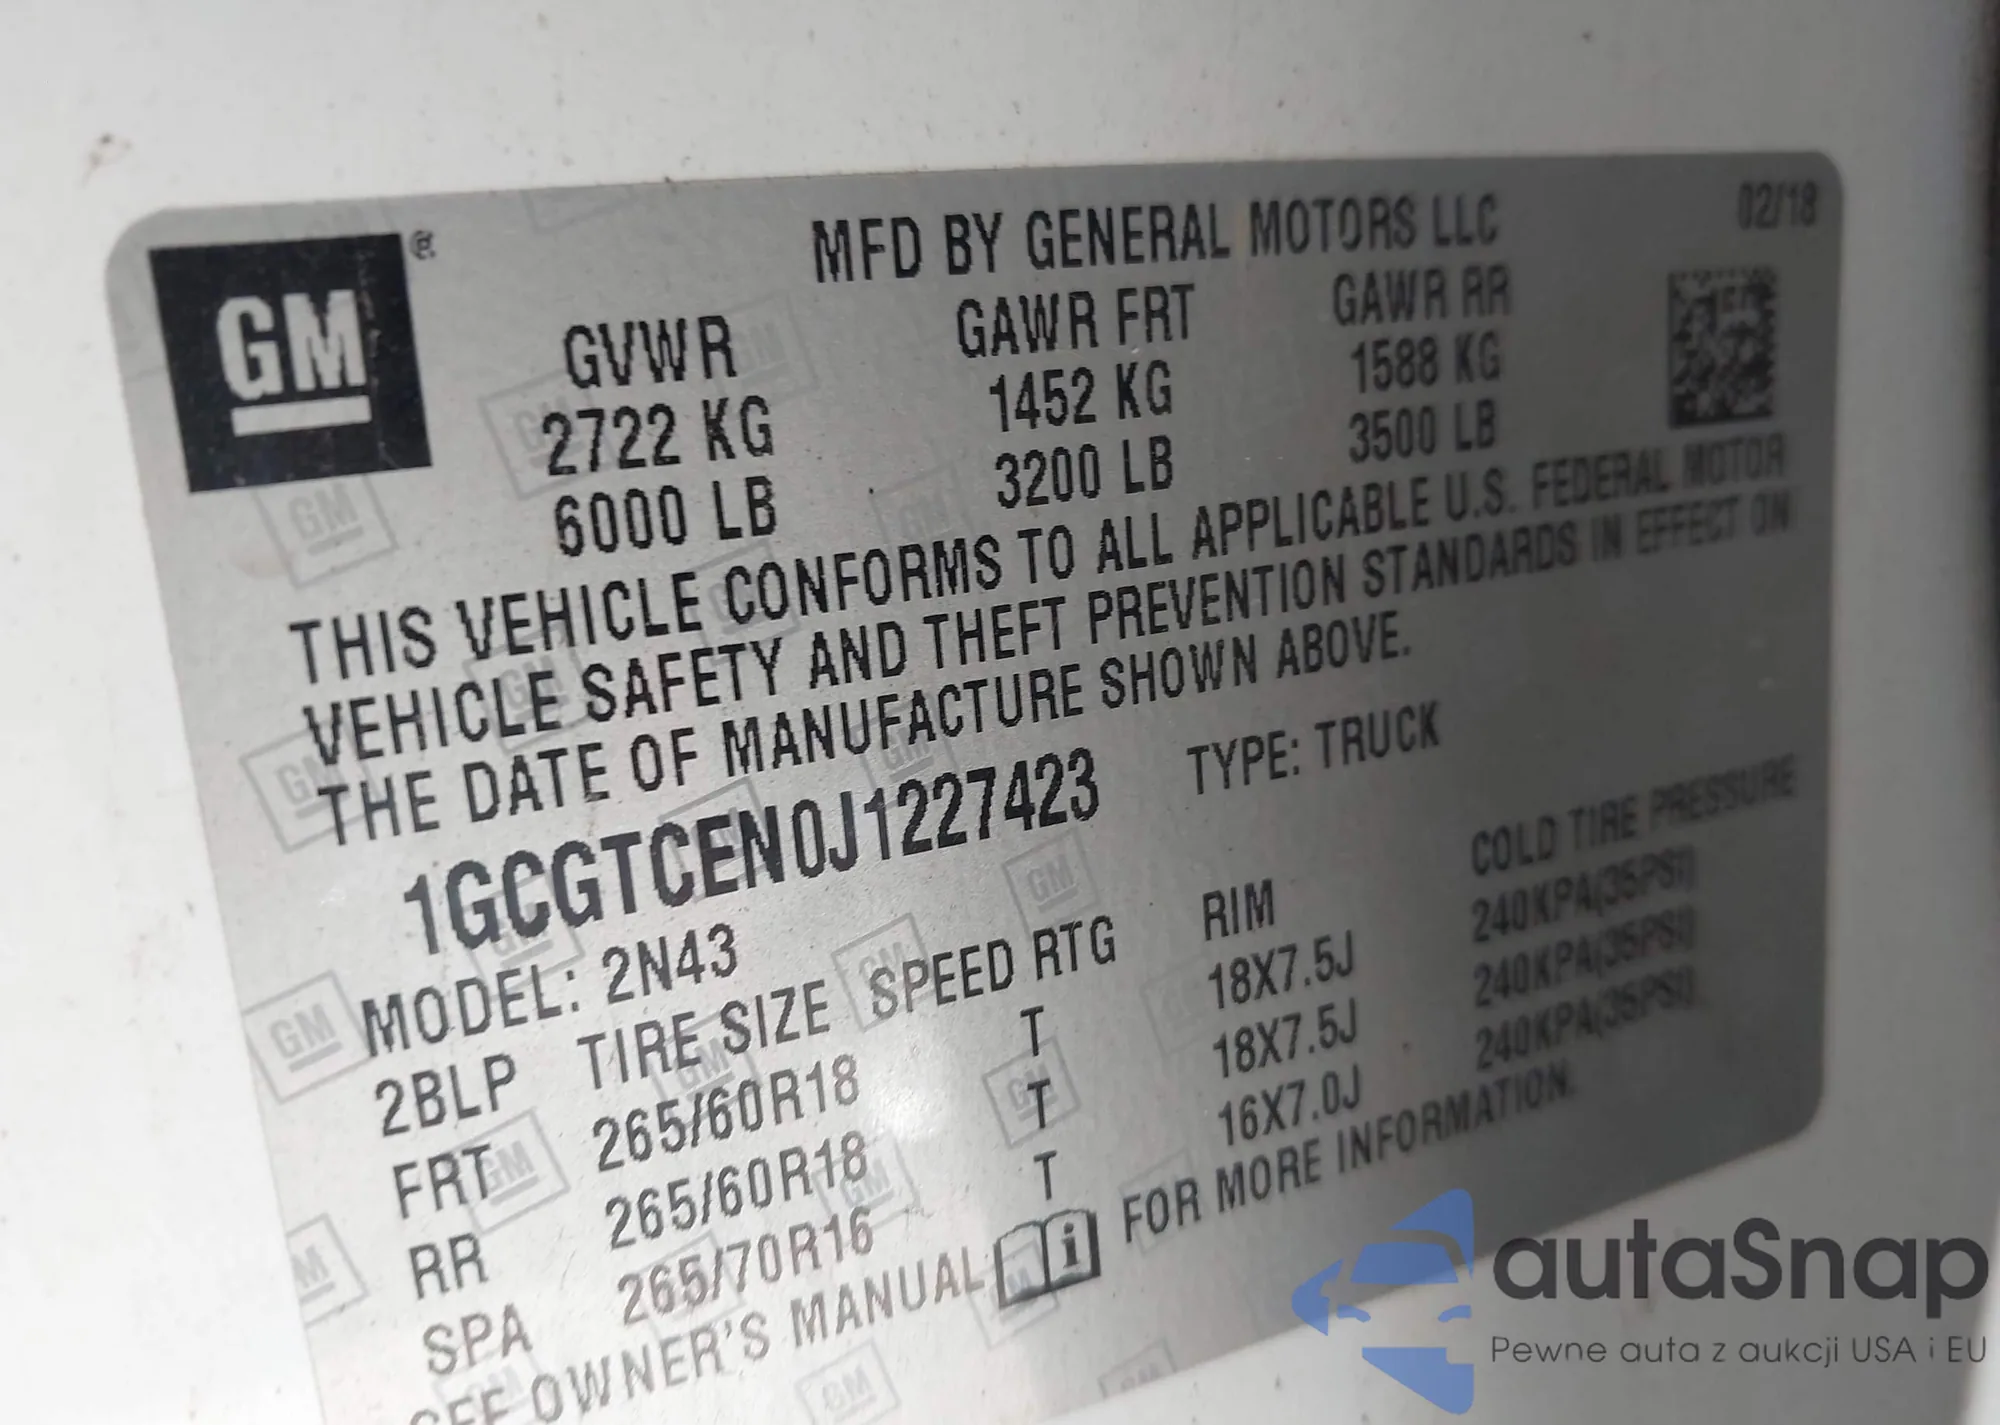 GM ®
MFD BY GENERAL MOTORS LLC 02/18
GVWR GAWR FRT GAWR RR
2722 KG 1452 KG 1588 KG
6000 LB 3200 LB 3500 LB
THIS VEHICLE CONFORMS TO ALL APPLICABLE U.S. FEDERAL MOTOR
VEHICLE SAFETY AND THEFT PREVENTION STANDARDS IN EFFECT ON
THE DATE OF MANUFACTURE SHOWN ABOVE.
1GCGTCEN0J1227423 TYPE: TRUCK
MODEL: 2N43
2BLP TIRE SIZE SPEED RTG RIM COLD TIRE PRESSURE
FRT 265/60R18 T 18X7.5J 240KPA(35PSI)
RR 265/60R18 T 18X7.5J 240KPA(35PSI)
SPA 265/70R16 T 16X7.0J 240KPA(35PSI)
SEE OWNER'S MANUAL i FOR MORE INFORMATION.
autaSnap
Pewne auta z aukcji USA i EU